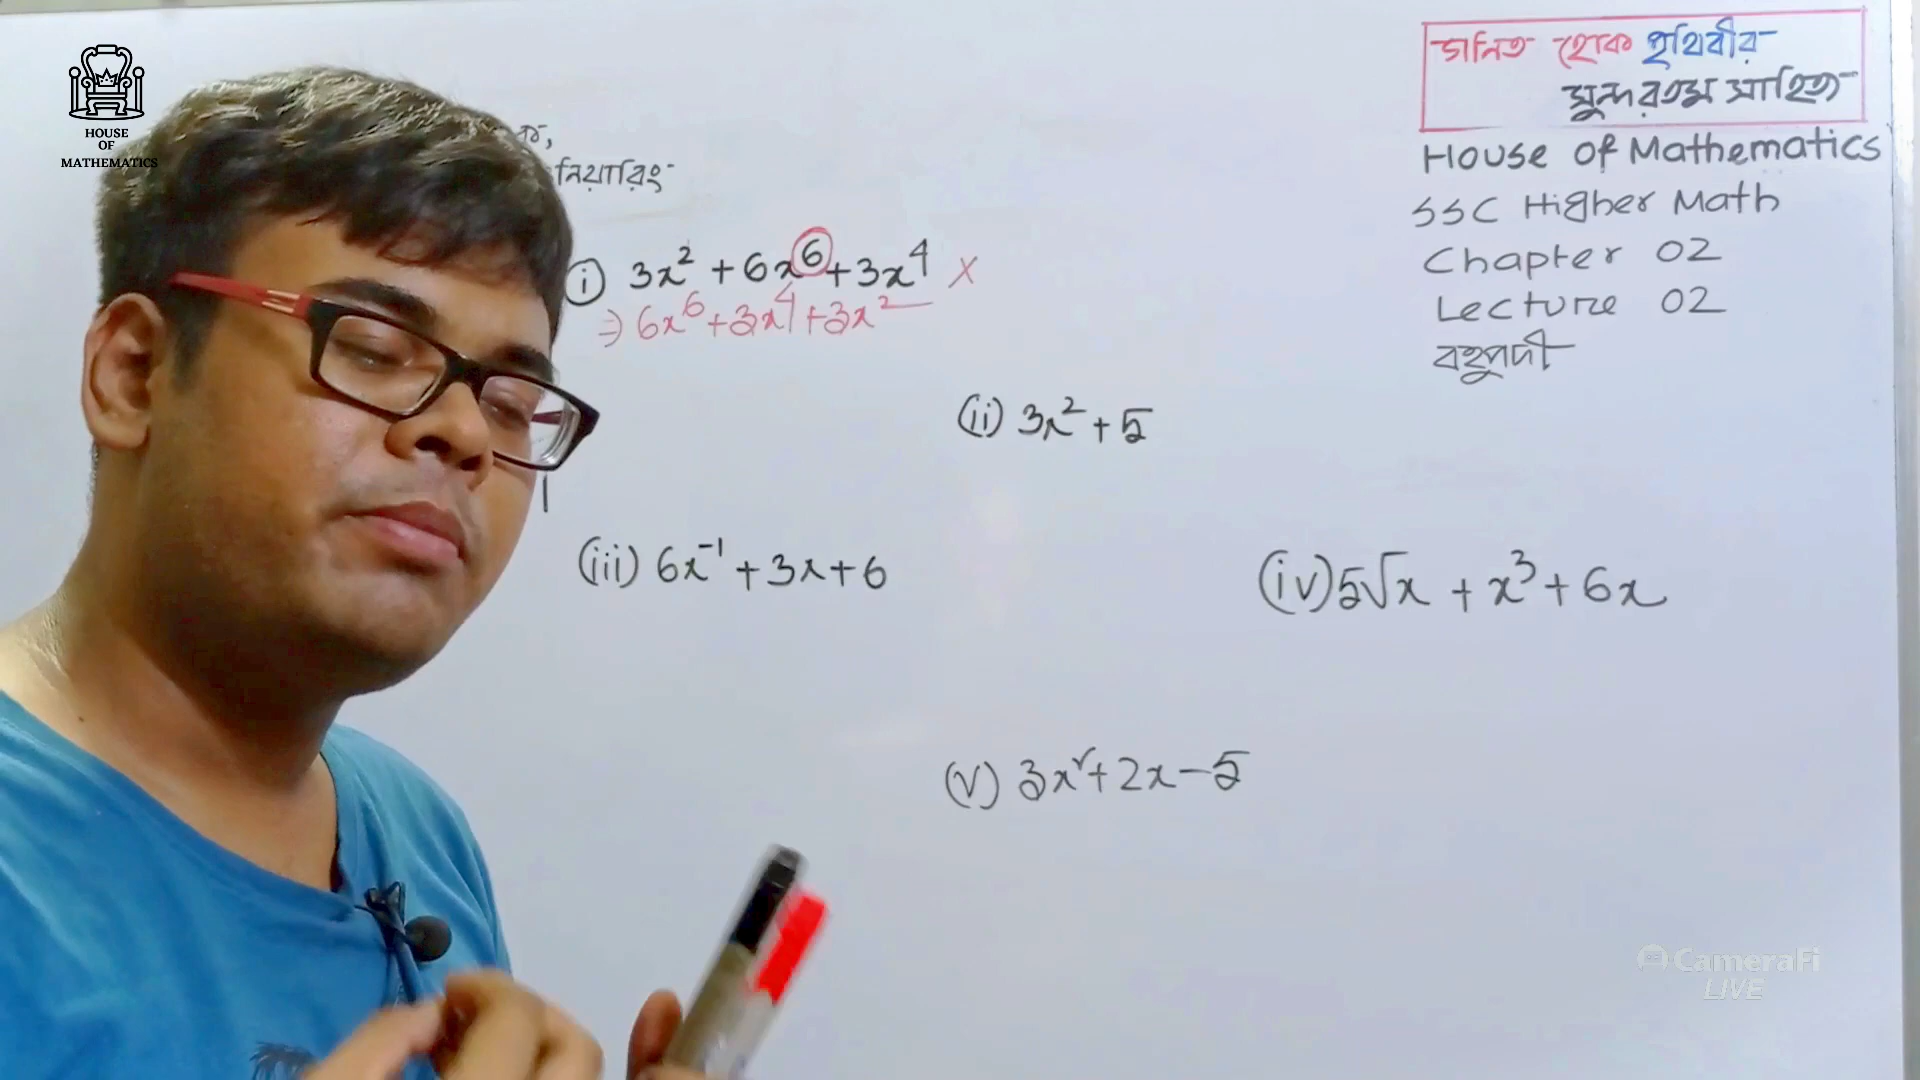 HOUSE
OF
MATHEMATICS
গনিত হোক পৃথিবীর
সুন্দরতম সাহিত্য
House of Mathematics
SSC Higher Math
Chapter 02
Lecture 02
বহুপদী
নিয়ারিং
(i) 3x² + 6x⁶ + 3x⁴ ×
⇒ 6x⁶ + 3x⁴ + 3x²
(ii) 3x² + 5
(iii) 6x⁻¹ + 3x + 6
(iv) 5√x + x³ + 6x
(v) 3x² + 2x - 5
CameraFi
LIVE